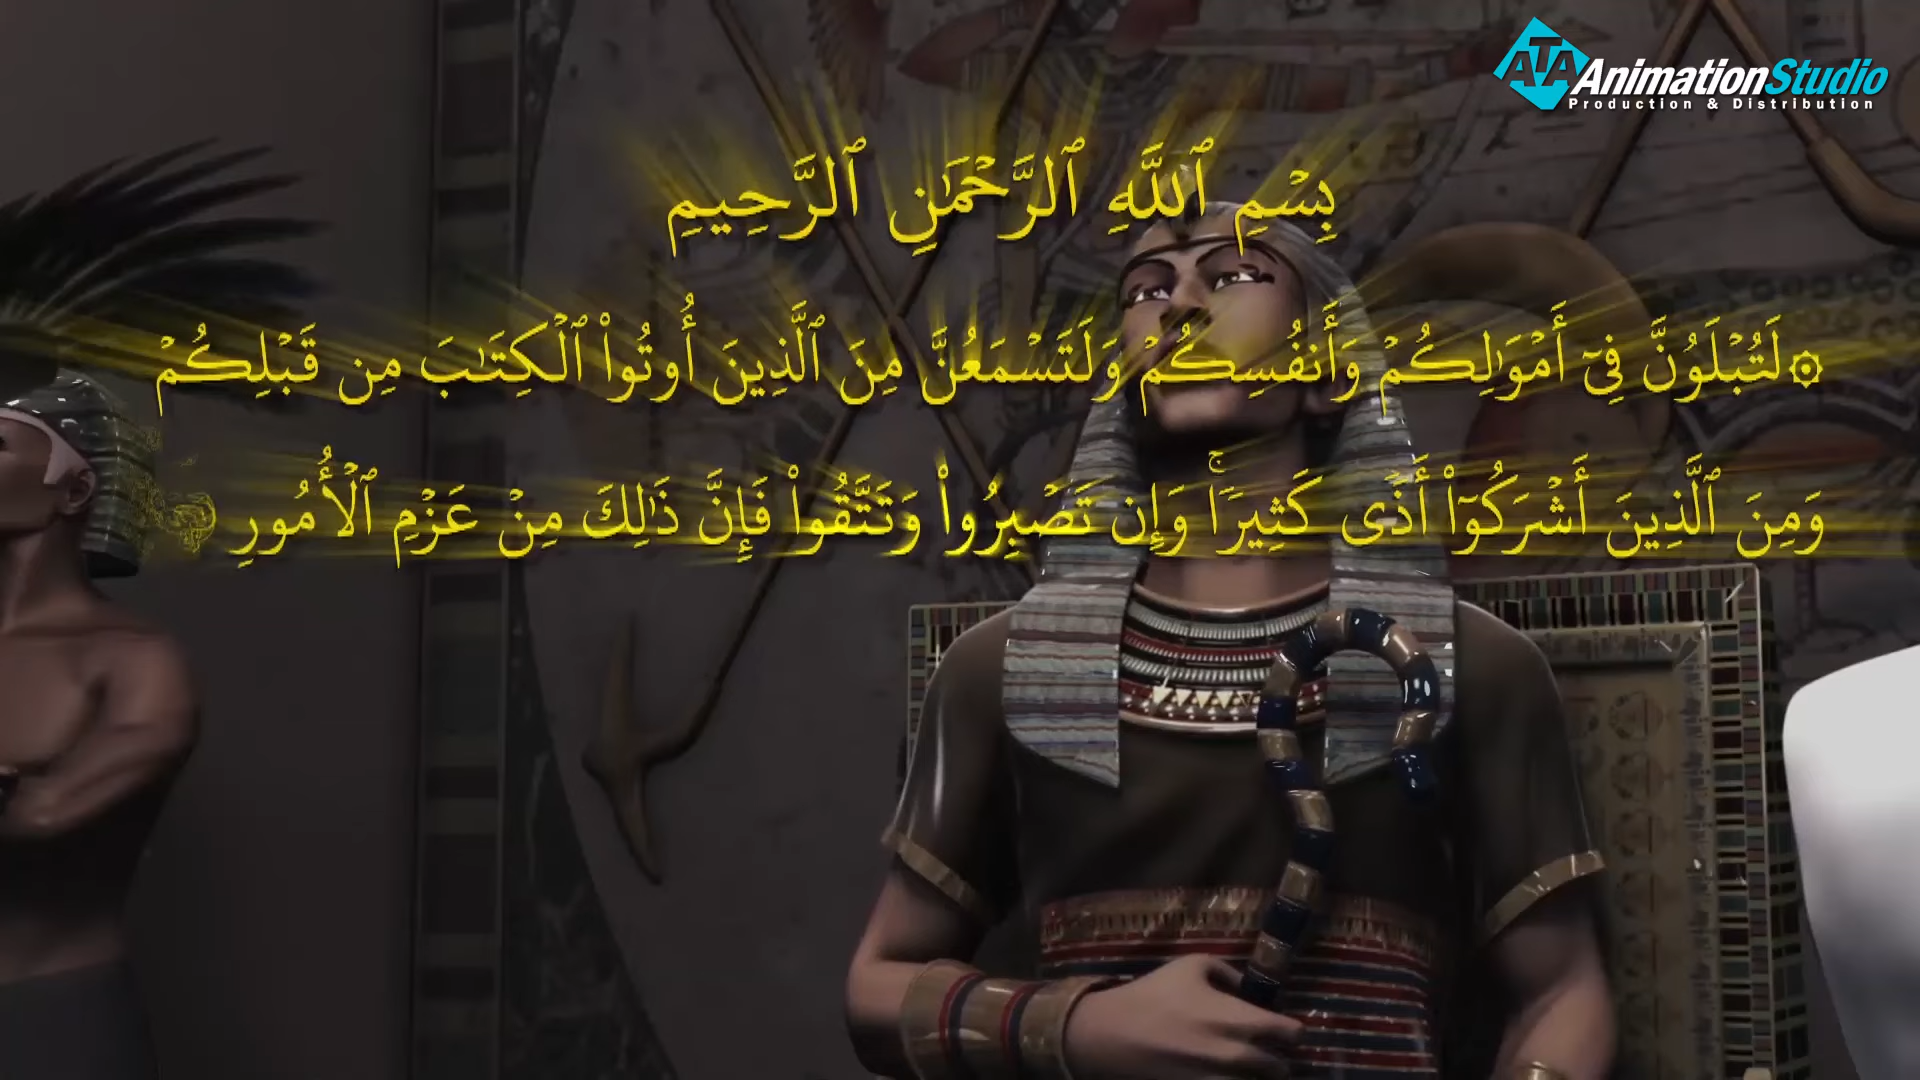 ATA AnimationStudio
Production & Distribution
بِسْمِ ٱللَّهِ ٱلرَّحْمَٰنِ ٱلرَّحِيمِ
۞لَتُبْلَوُنَّ فِىٓ أَمْوَٰلِكُمْ وَأَنفُسِكُمْ وَلَتَسْمَعُنَّ مِنَ ٱلَّذِينَ أُوتُوا۟ ٱلْكِتَٰبَ مِن قَبْلِكُمْ
وَمِنَ ٱلَّذِينَ أَشْرَكُوٓا۟ أَذًى كَثِيرًا ۚ وَإِن تَصْبِرُوا۟ وَتَتَّقُوا۟ فَإِنَّ ذَٰلِكَ مِنْ عَزْمِ ٱلْأُمُورِ